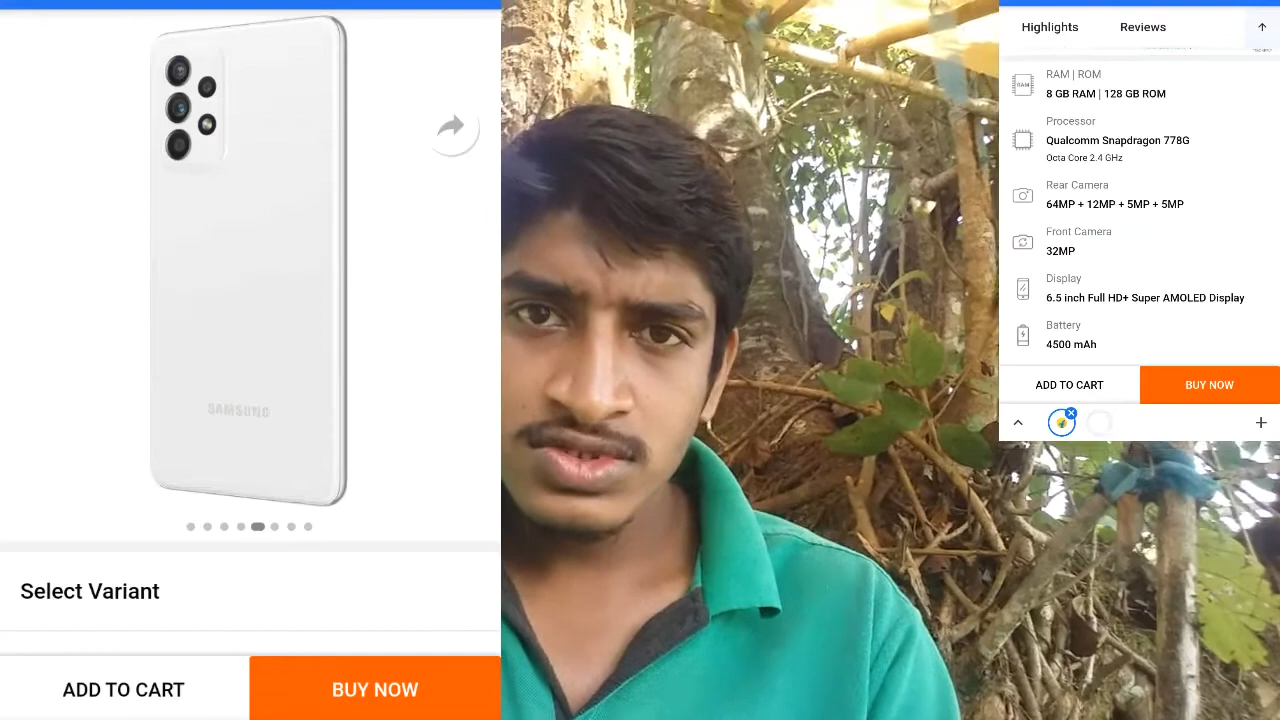 SAMSUNG
Select Variant
ADD TO CART
BUY NOW
Highlights
Reviews
RAM | ROM
RAM
8 GB RAM | 128 GB ROM
Processor
Qualcomm Snapdragon 778G
Octa Core 2.4 GHz
Rear Camera
64MP + 12MP + 5MP + 5MP
Front Camera
32MP
Display
6.5 inch Full HD+ Super AMOLED Display
Battery
4500 mAh
ADD TO CART
BUY NOW